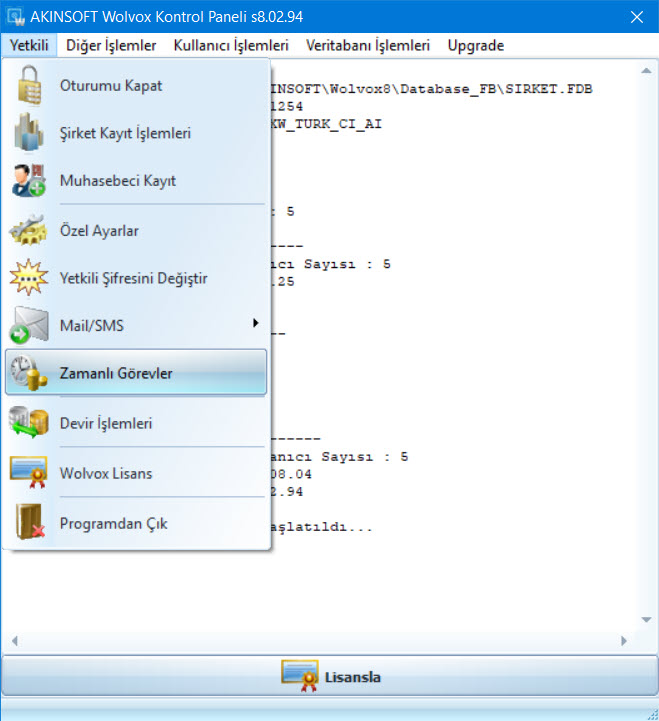 AKINSOFT Wolvox Kontrol Paneli s8.02.94
Yetkili Diğer İşlemler Kullanıcı İşlemleri Veritabanı İşlemleri Upgrade
Oturumu Kapat
INSOFT\Wolvox8\Database_FB\SIRKET.FDB
1254
KW_TURK_CI_AI
Şirket Kayıt İşlemleri
Muhasebeci Kayıt
: 5
Özel Ayarlar
----
ıcı Sayısı : 5
Yetkili Şifresini Değiştir
.25
Mail/SMS
--
Zamanlı Görevler
Devir İşlemleri
------
anıcı Sayısı : 5
Wolvox Lisans
08.04
2.94
Programdan Çık
aşlatıldı...
Lisansla